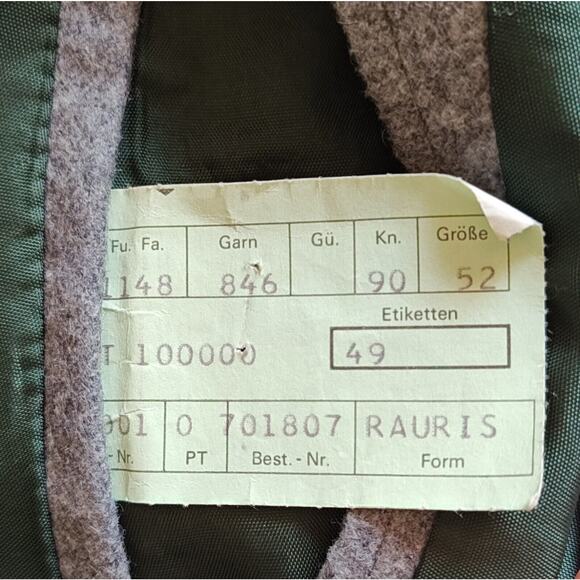 Fu. Fa. Garn Gü. Kn. Größe
1148 846 90 52
Etiketten
T 100000 49
001 0 701807 RAURIS
- Nr. PT Best. - Nr. Form